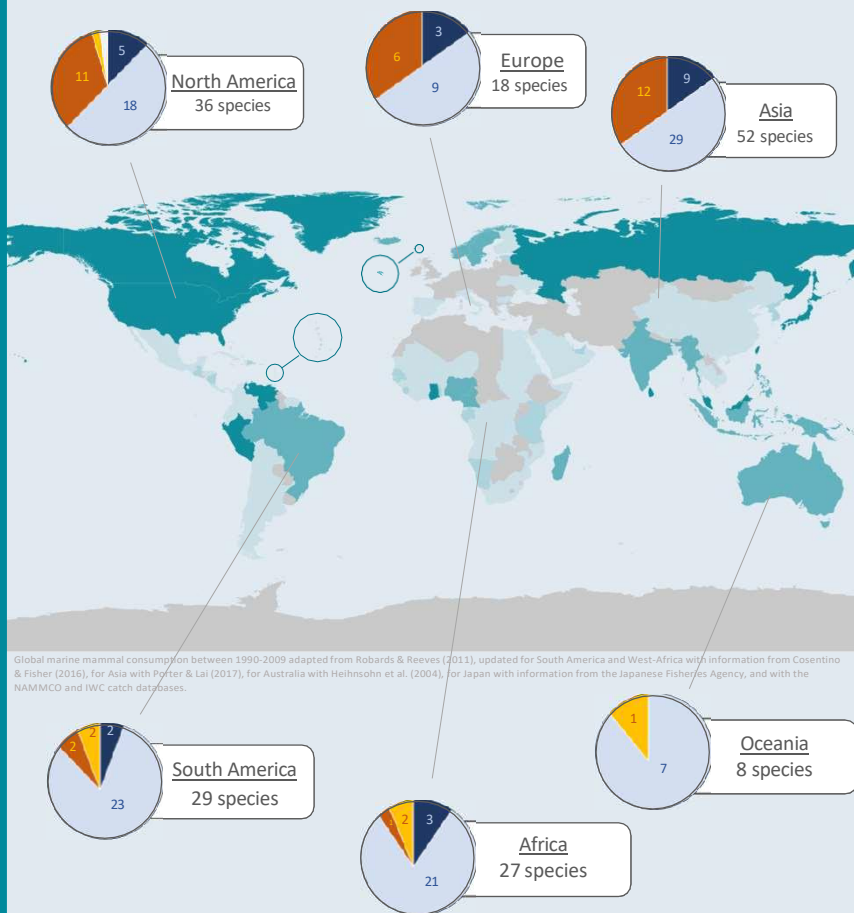 5
11
18
North America
36 species
3
6
9
Europe
18 species
9
12
29
Asia
52 species
Global marine mammal consumption between 1990-2009 adapted from Robards & Reeves (2011), updated for South America and West-Africa with information from Cosentino
& Fisher (2016), for Asia with Porter & Lai (2017), for Australia with Heihnsohn et al. (2004), for Japan with information from the Japanese Fisheries Agency, and with the
NAMMCO and IWC catch databases.
2
2
2
23
South America
29 species
1
7
Oceania
8 species
2
3
21
Africa
27 species